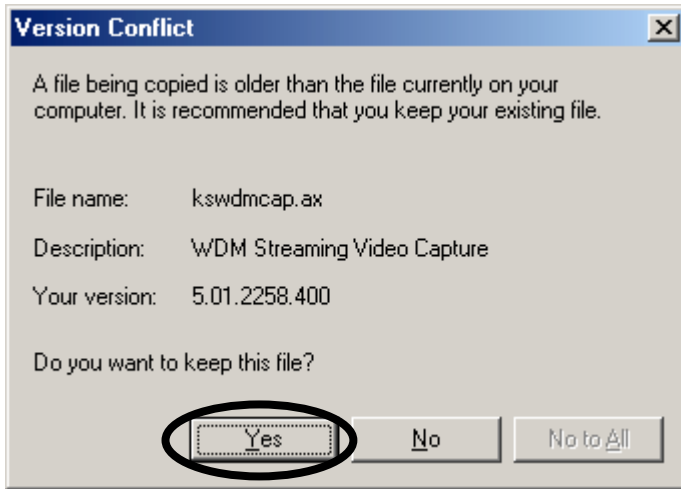 Version Conflict
A file being copied is older than the file currently on your
computer. It is recommended that you keep your existing file.
File name: kswdmcap.ax
Description: WDM Streaming Video Capture
Your version: 5.01.2258.400
Do you want to keep this file?
Yes No No to All